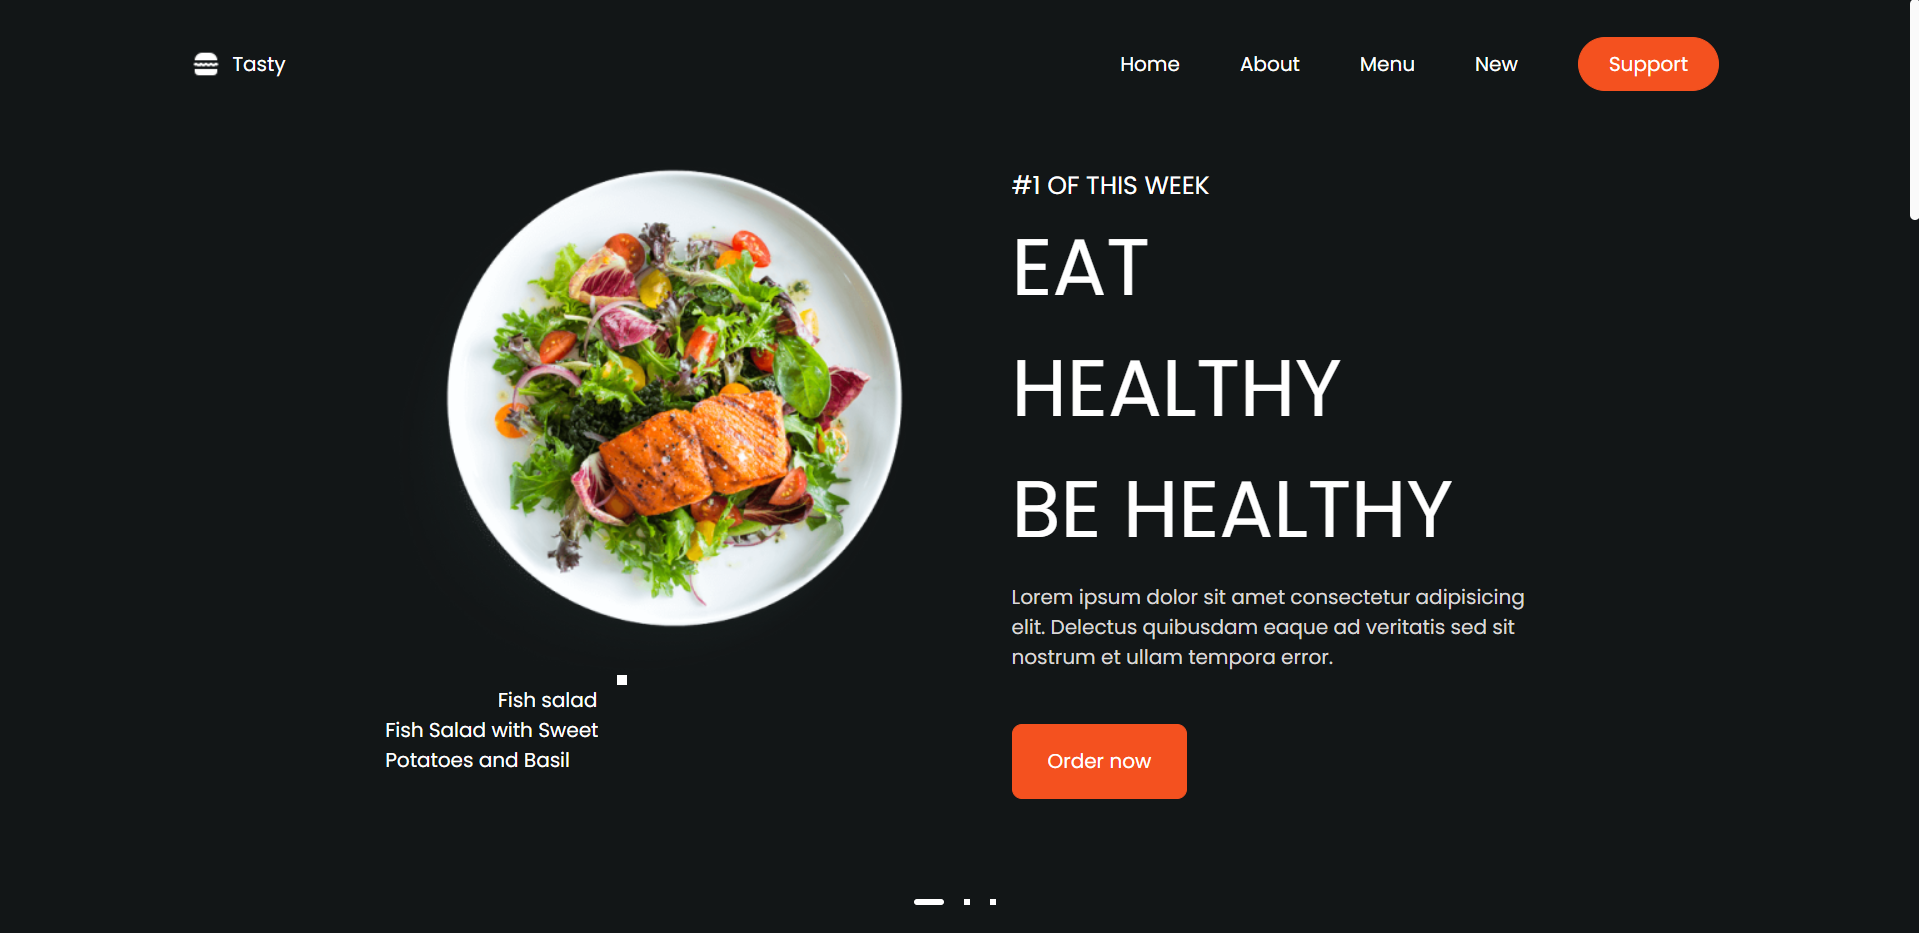 Tasty
Home About Menu New Support
#1 OF THIS WEEK
EAT
HEALTHY
BE HEALTHY
Lorem ipsum dolor sit amet consectetur adipisicing
elit. Delectus quibusdam eaque ad veritatis sed sit
nostrum et ullam tempora error.
Fish salad
Fish Salad with Sweet
Potatoes and Basil
Order now